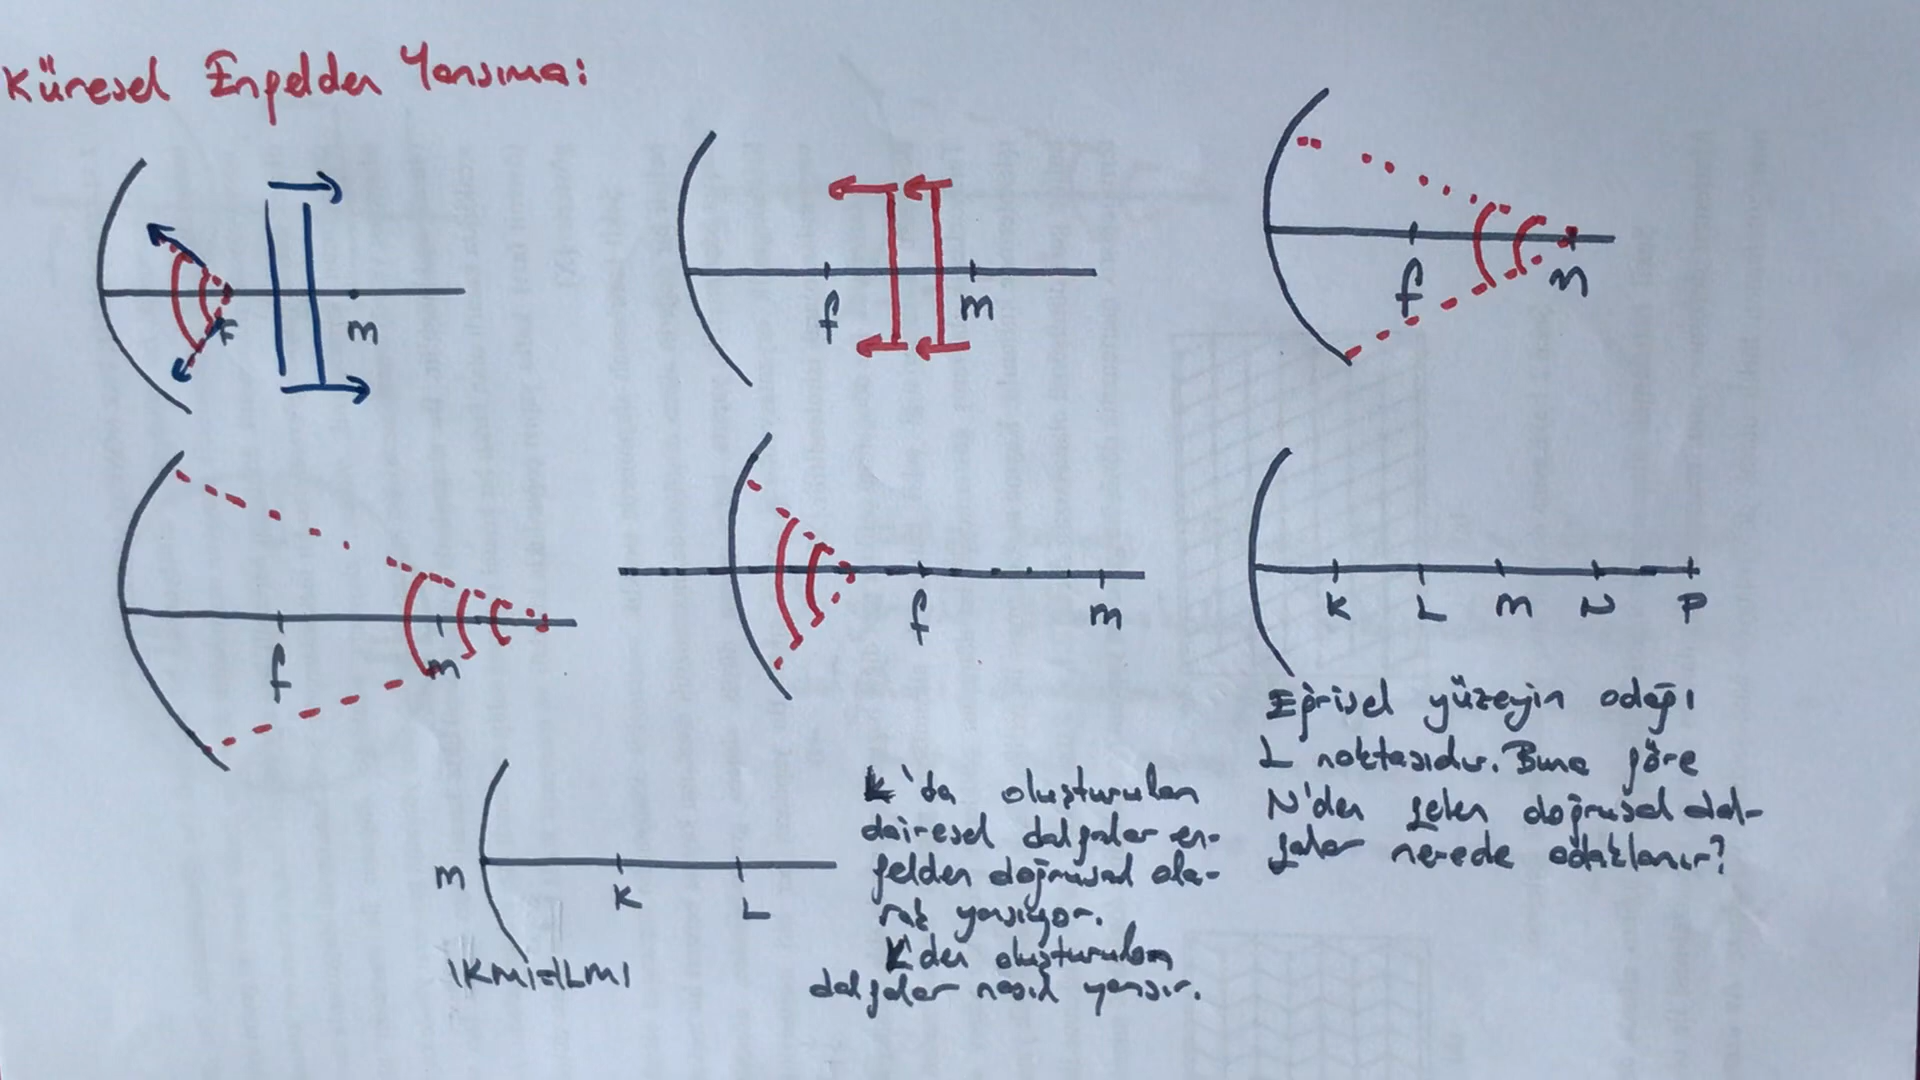 Küresel Engelden Yansıma:
F m
f m
f m
f m
f m
K L M N P
Eğrisel yüzeyin odağı
L noktasıdır. Buna göre
N'den gelen doğrusal dal-
galar nerede odaklanır?
m K L
|KM|=|LM|
K'da oluşturulan
dairesel dalgalar en-
gelden doğrusal ola-
rak yansıyor.
oluşturulan
dalgalar nasıl yansır.